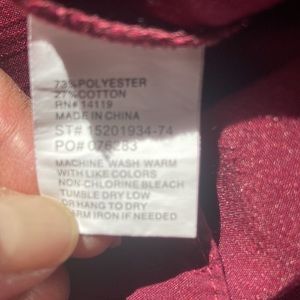 73%POLYESTER
27%COTTON
RN# 14119
MADE IN CHINA
ST# 15201934-74
PO# 076283
MACHINE WASH WARM
WITH LIKE COLORS
NON-CHLORINE BLEACH
TUMBLE DRY LOW
OR HANG TO DRY
WARM IRON IF NEEDED